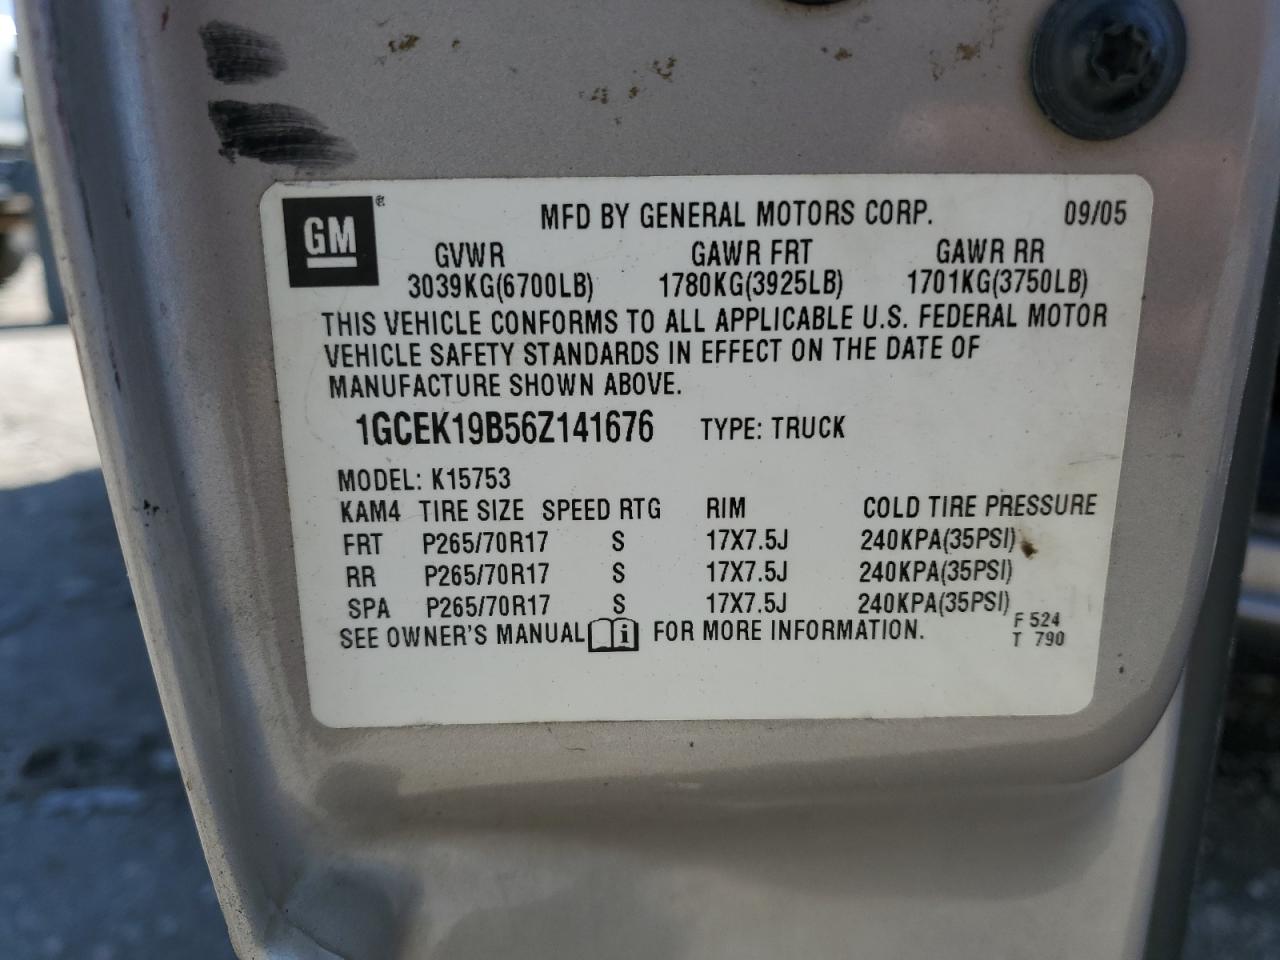 GM®
MFD BY GENERAL MOTORS CORP. 09/05
GVWR GAWR FRT GAWR RR
3039KG(6700LB) 1780KG(3925LB) 1701KG(3750LB)
THIS VEHICLE CONFORMS TO ALL APPLICABLE U.S. FEDERAL MOTOR
VEHICLE SAFETY STANDARDS IN EFFECT ON THE DATE OF
MANUFACTURE SHOWN ABOVE.
1GCEK19B56Z141676 TYPE: TRUCK
MODEL: K15753
KAM4 TIRE SIZE SPEED RTG RIM COLD TIRE PRESSURE
FRT P265/70R17 S 17X7.5J 240KPA(35PSI)
RR P265/70R17 S 17X7.5J 240KPA(35PSI)
SPA P265/70R17 S 17X7.5J 240KPA(35PSI)
SEE OWNER'S MANUAL i FOR MORE INFORMATION.
F 524
T 790